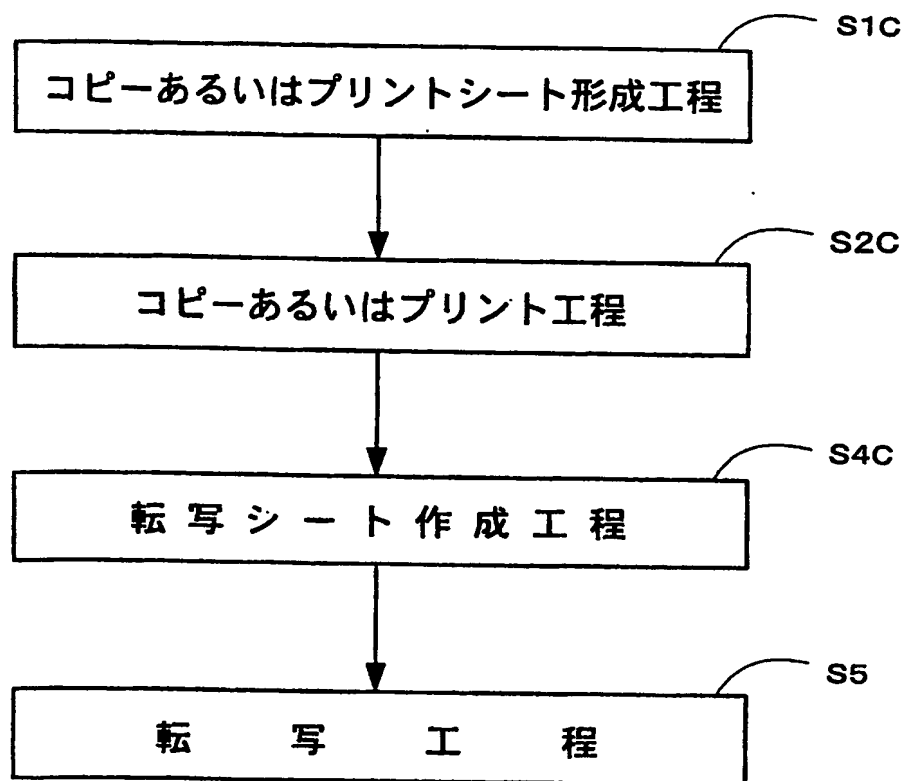 S1C
コピーあるいはプリントシート形成工程
S2C
コピーあるいはプリント工程
S4C
転写シート作成工程
S5
転写工程